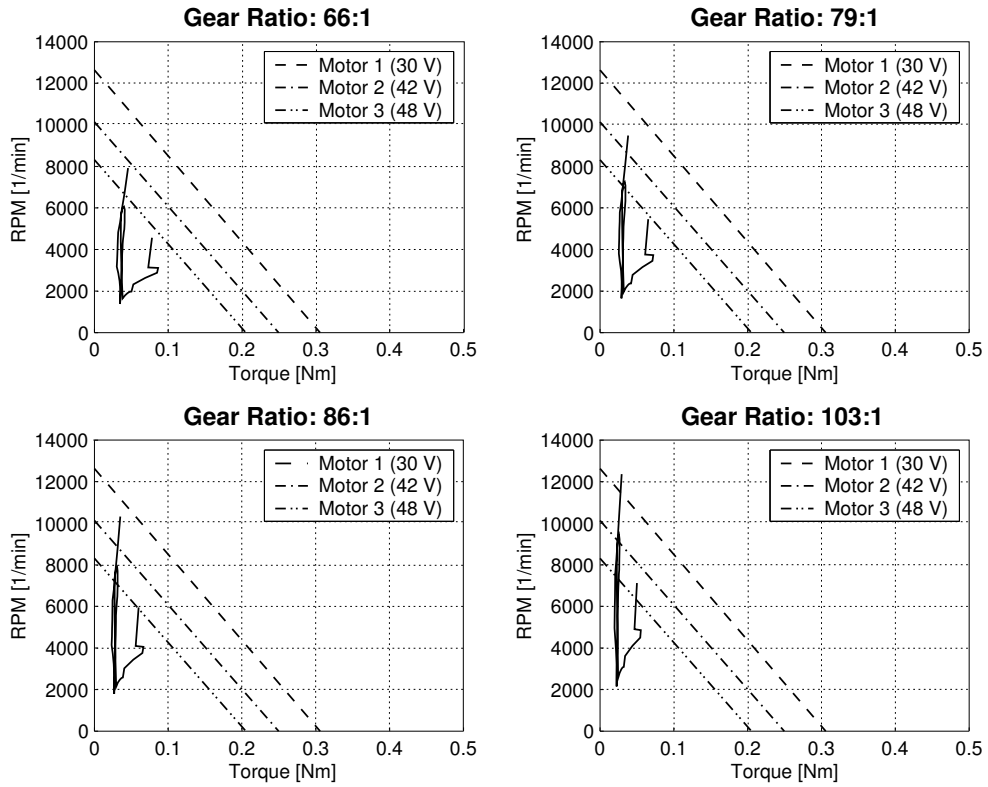 Gear Ratio: 66:1
14000
12000
10000
8000
6000
4000
2000
0
RPM [1/min]
Motor 1 (30 V)
Motor 2 (42 V)
Motor 3 (48 V)
0 0.1 0.2 0.3 0.4 0.5
Torque [Nm]
Gear Ratio: 79:1
14000
12000
10000
8000
6000
4000
2000
0
RPM [1/min]
Motor 1 (30 V)
Motor 2 (42 V)
Motor 3 (48 V)
0 0.1 0.2 0.3 0.4 0.5
Torque [Nm]
Gear Ratio: 86:1
14000
12000
10000
8000
6000
4000
2000
0
RPM [1/min]
Motor 1 (30 V)
Motor 2 (42 V)
Motor 3 (48 V)
0 0.1 0.2 0.3 0.4 0.5
Torque [Nm]
Gear Ratio: 103:1
14000
12000
10000
8000
6000
4000
2000
0
RPM [1/min]
Motor 1 (30 V)
Motor 2 (42 V)
Motor 3 (48 V)
0 0.1 0.2 0.3 0.4 0.5
Torque [Nm]